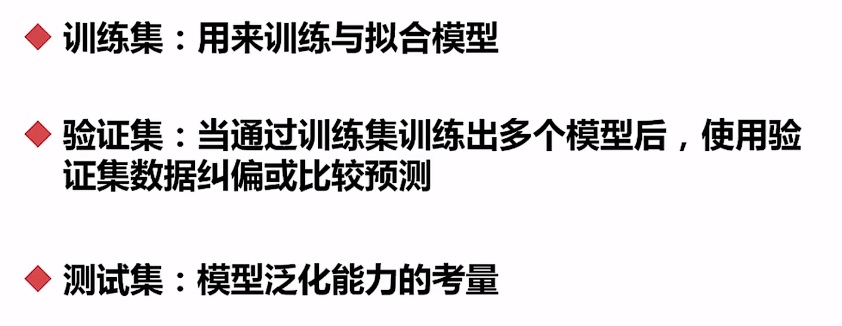 训练集：用来训练与拟合模型
验证集：当通过训练集训练出多个模型后，使用验
证集数据纠偏或比较预测
测试集：模型泛化能力的考量